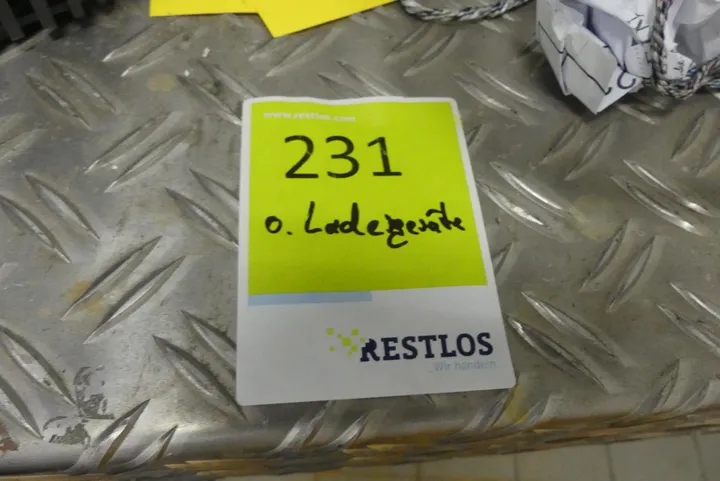 www.restlos.com
231
o. Ladegeräte
RESTLOS
...Wir handeln.